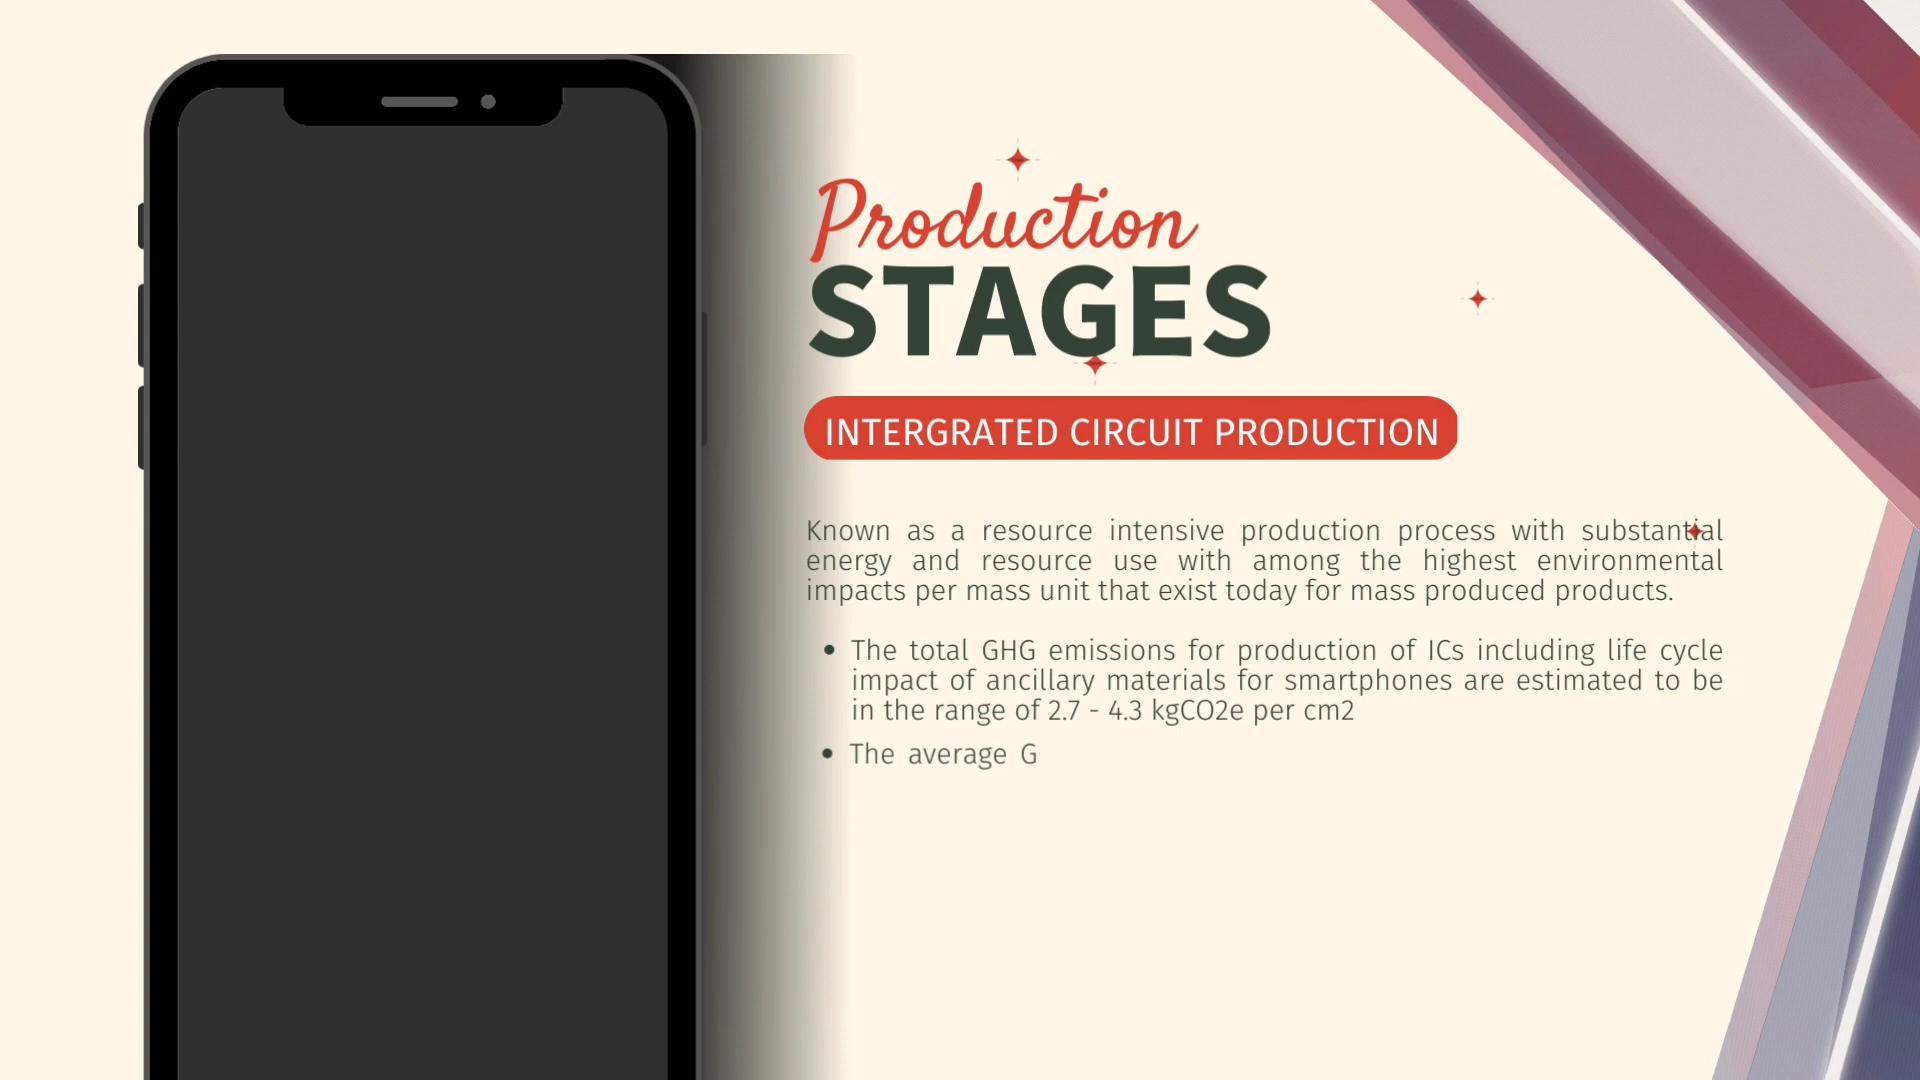 Production
STAGES
INTERGRATED CIRCUIT PRODUCTION
Known as a resource intensive production process with substantial
energy and resource use with among the highest environmental
impacts per mass unit that exist today for mass produced products.
• The total GHG emissions for production of ICs including life cycle
impact of ancillary materials for smartphones are estimated to be
in the range of 2.7 - 4.3 kgCO2e per cm2
• The average G